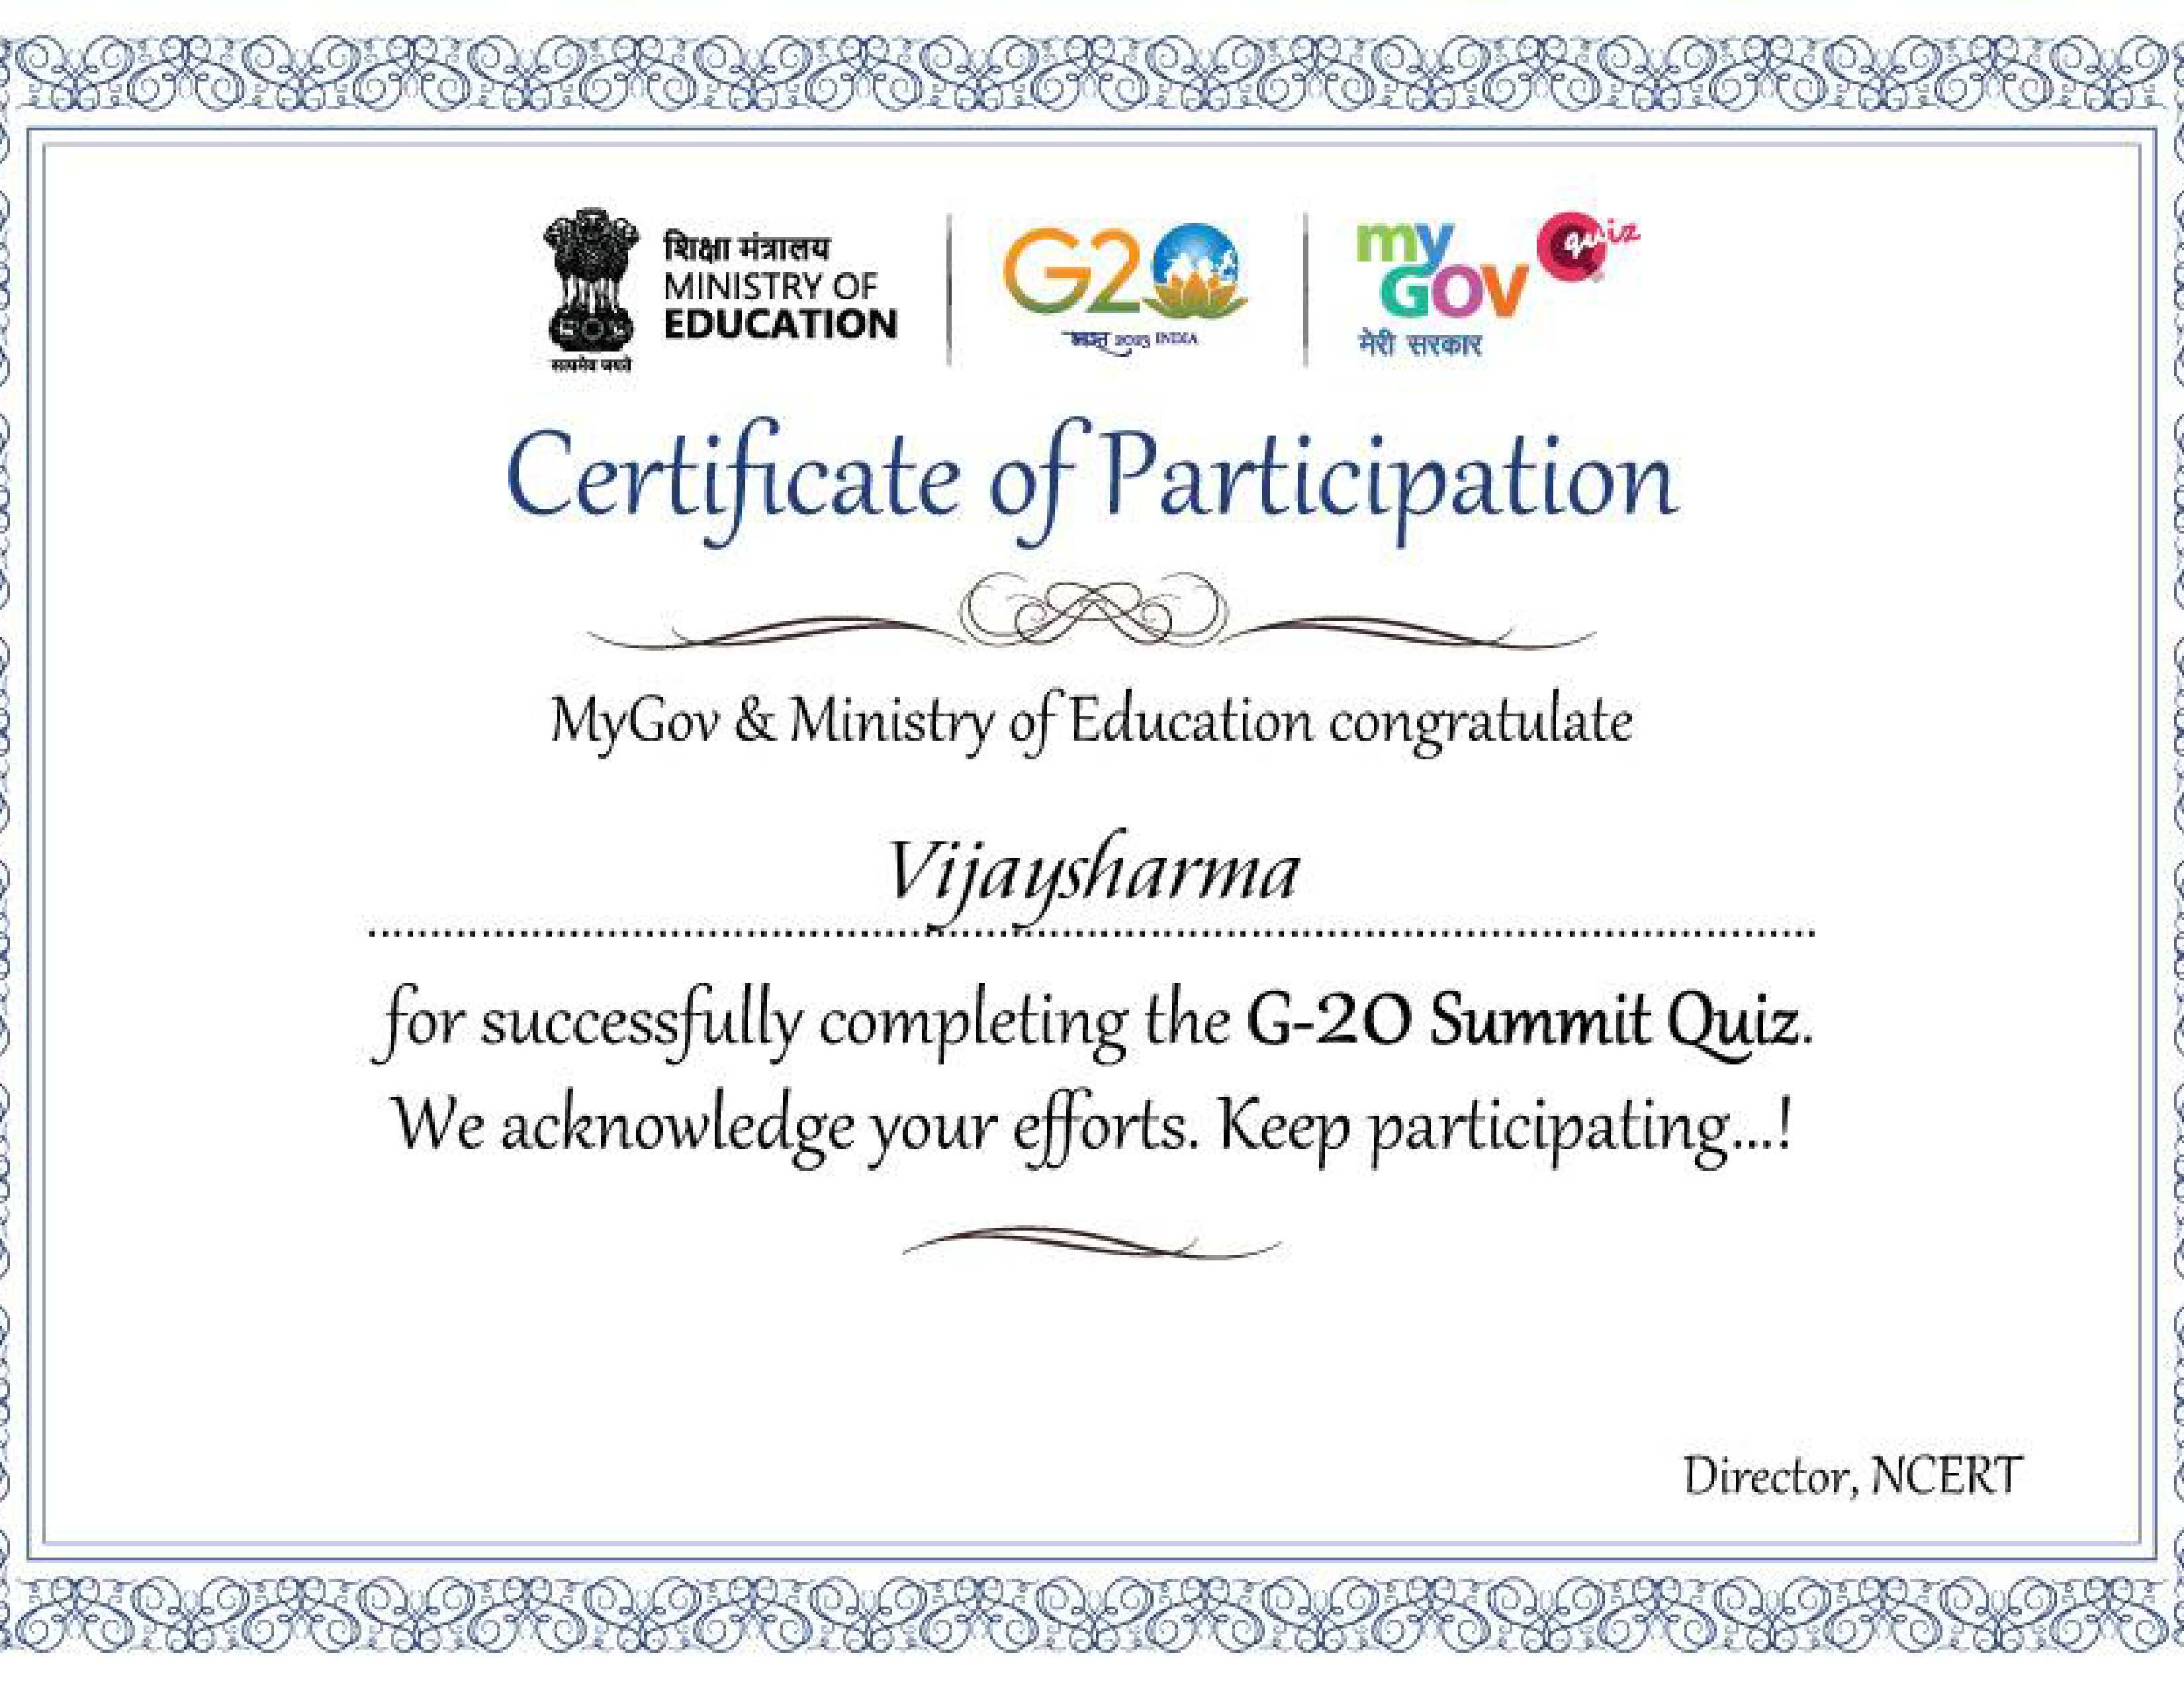 शिक्षा मंत्रालय
MINISTRY OF
EDUCATION
सत्यमेव जयते
G20
भारत 2023 INDIA
my
GOV
quiz
मेरी सरकार
Certificate of Participation
MyGov & Ministry of Education congratulate
Vijaysharma
for successfully completing the G-20 Summit Quiz.
We acknowledge your efforts. Keep participating...!
Director, NCERT